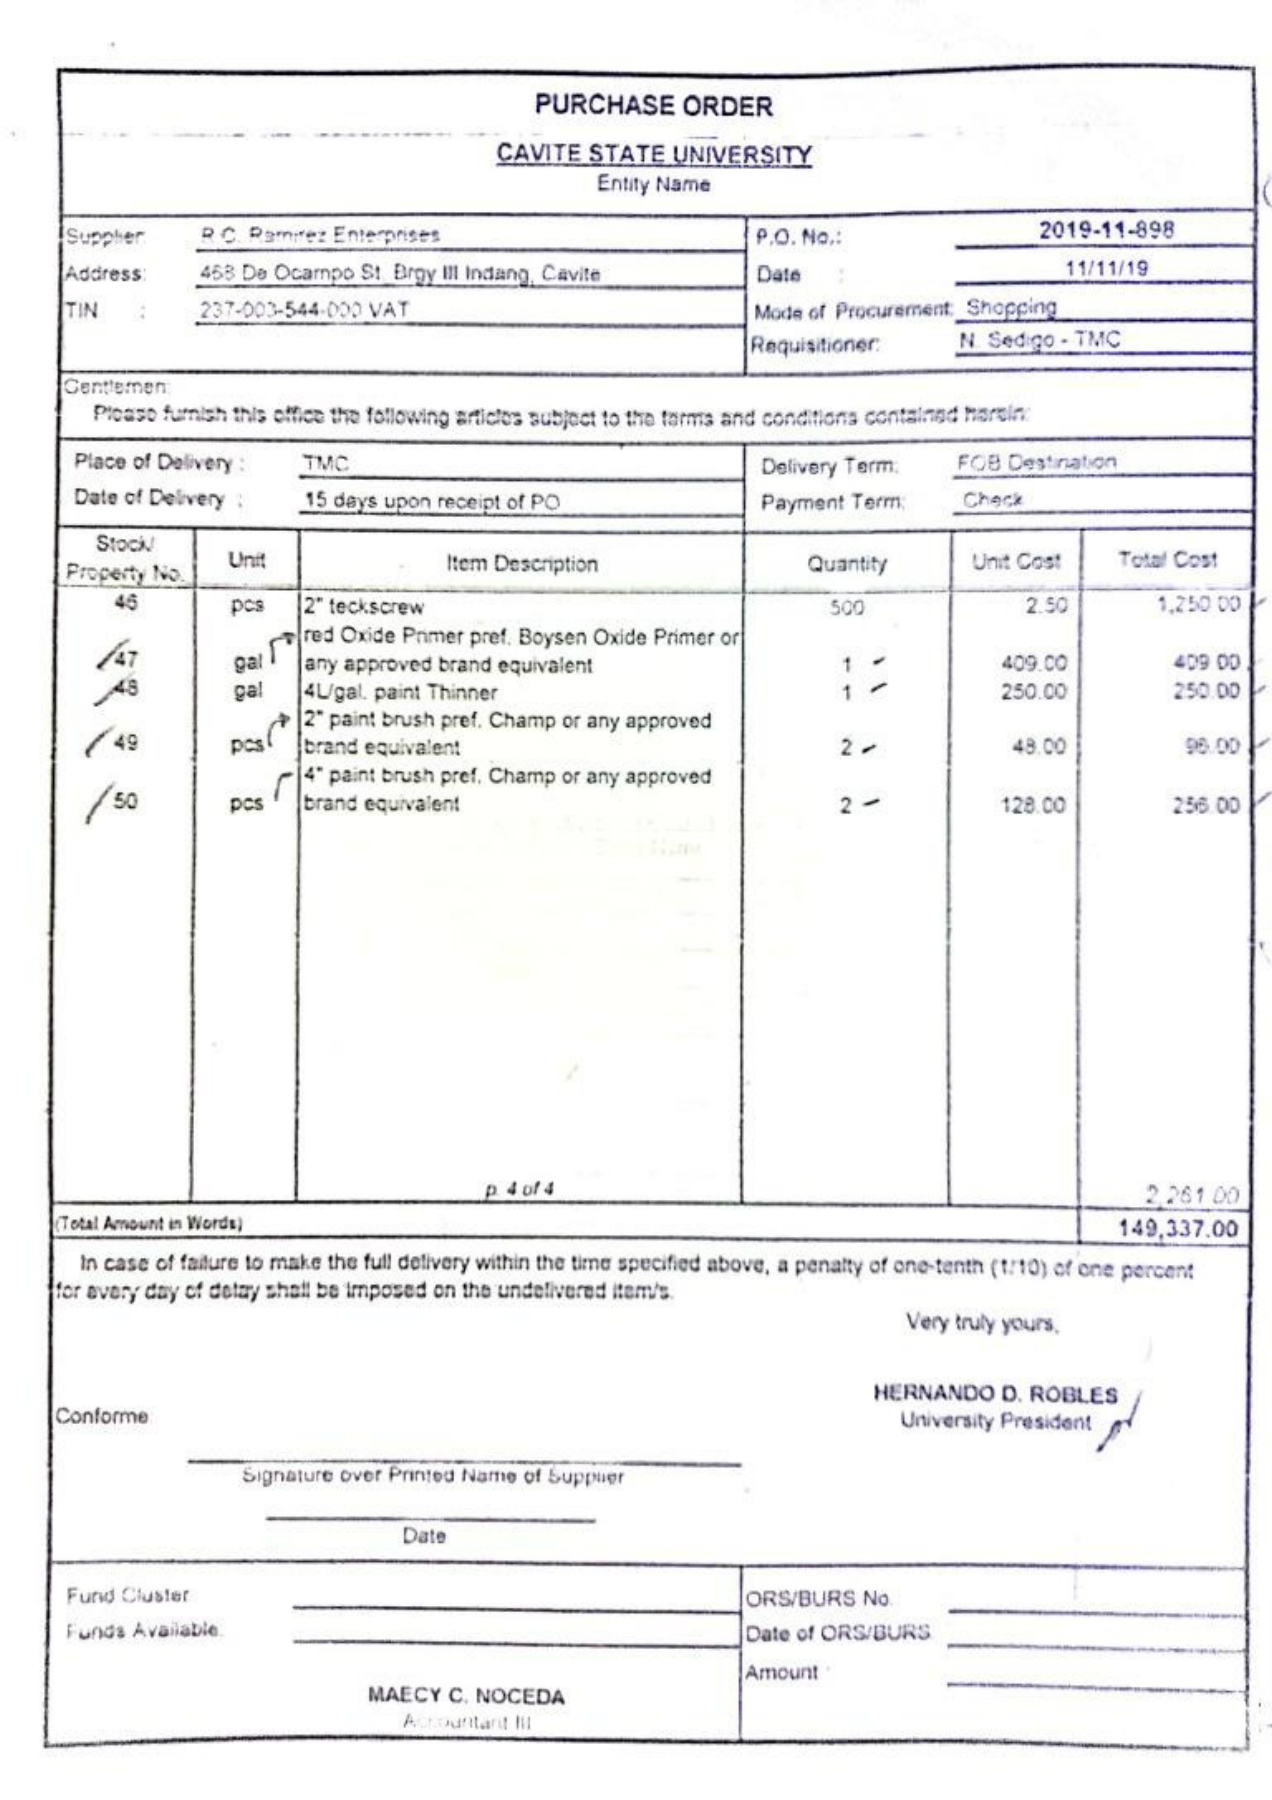 PURCHASE ORDER
CAVITE STATE UNIVERSITY
Entity Name
Supplier: R.C. Ramirez Enterprises P.O. No.: 2019-11-898
Address: 468 De Ocampo St. Brgy III Indang, Cavite Date : 11/11/19
TIN : 237-003-544-000 VAT Mode of Procurement: Shopping
Requisitioner: N. Sedigo - TMC
Gentlemen:
Please furnish this office the following articles subject to the terms and conditions contained herein:
Place of Delivery : TMC Delivery Term: FOB Destination
Date of Delivery : 15 days upon receipt of PO Payment Term: Check
Stock/ Property No. Unit Item Description Quantity Unit Cost Total Cost
46 pcs 2" teckscrew 500 2.50 1,250.00
red Oxide Primer pref. Boysen Oxide Primer or
47 gal any approved brand equivalent 1 409.00 409.00
48 gal 4L/gal. paint Thinner 1 250.00 250.00
2" paint brush pref. Champ or any approved
49 pcs brand equivalent 2 48.00 96.00
4" paint brush pref. Champ or any approved
50 pcs brand equivalent 2 128.00 256.00
p. 4 of 4 2,261.00
(Total Amount in Words) 149,337.00
In case of failure to make the full delivery within the time specified above, a penalty of one-tenth (1/10) of one percent
for every day of delay shall be imposed on the undelivered item/s.
Very truly yours,
HERNANDO D. ROBLES
Conforme University President
Signature over Printed Name of Supplier
Date
Fund Cluster ORS/BURS No.
Funds Available: Date of ORS/BURS
Amount :
MAECY C. NOCEDA
Accountant III